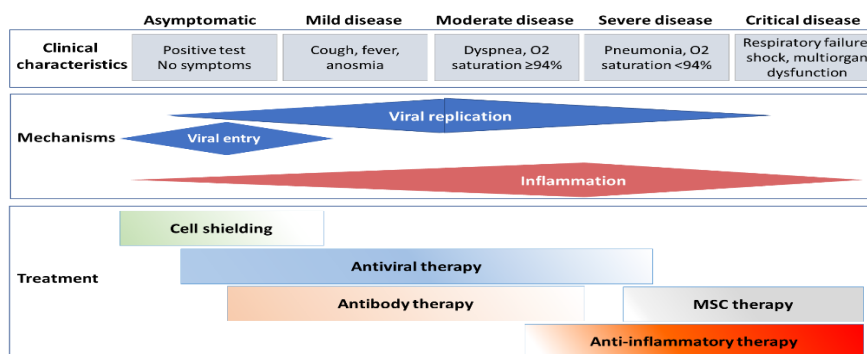 Asymptomatic Mild disease Moderate disease Severe disease Critical disease
Clinical characteristics
Positive test
No symptoms
Cough, fever,
anosmia
Dyspnea, O2
saturation ≥94%
Pneumonia, O2
saturation <94%
Respiratory failure
shock, multiorgan
dysfunction
Mechanisms
Viral replication
Viral entry
Inflammation
Treatment
Cell shielding
Antiviral therapy
Antibody therapy
MSC therapy
Anti-inflammatory therapy